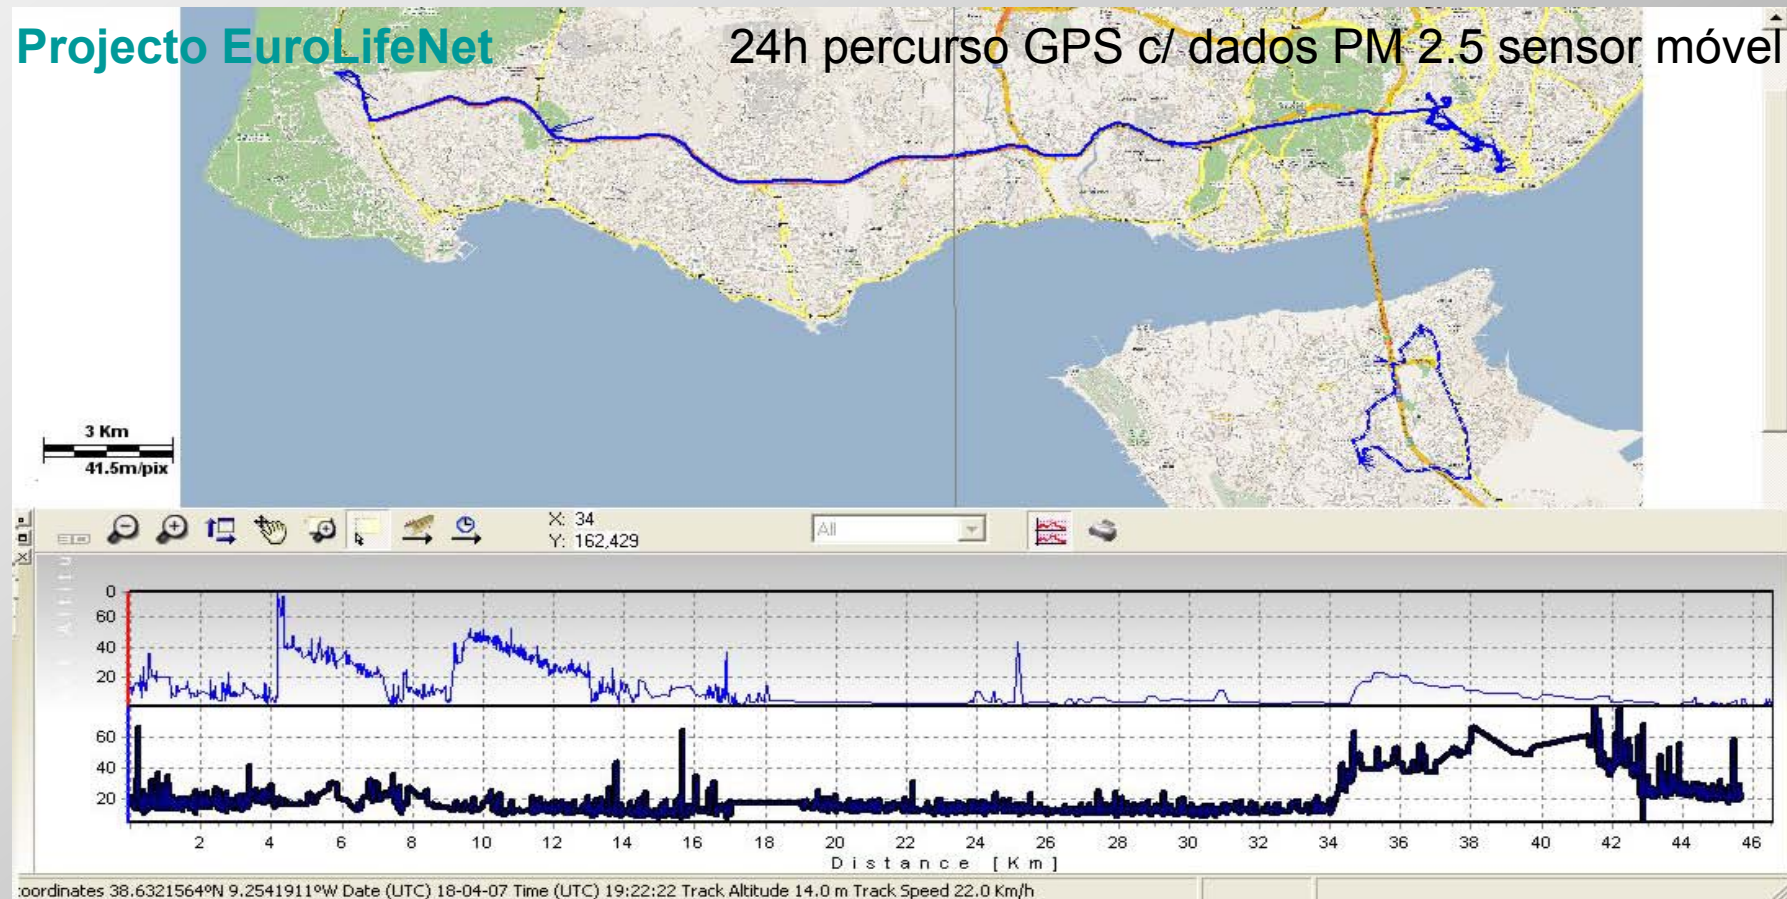 Projecto EuroLifeNet
24h percurso GPS c/ dados PM 2.5 sensor móvel
3 Km
41.5m/pix
X: 34
Y: 162,429
All
0
60
40
20
60
40
20
2 4 6 8 10 12 14 16 18 20 22 24 26 28 30 32 34 36 38 40 42 44 46
Distance [Km]
:oordinates 38.6321564ºN 9.2541911ºW Date (UTC) 18-04-07 Time (UTC) 19:22:22 Track Altitude 14.0 m Track Speed 22.0 Km/h